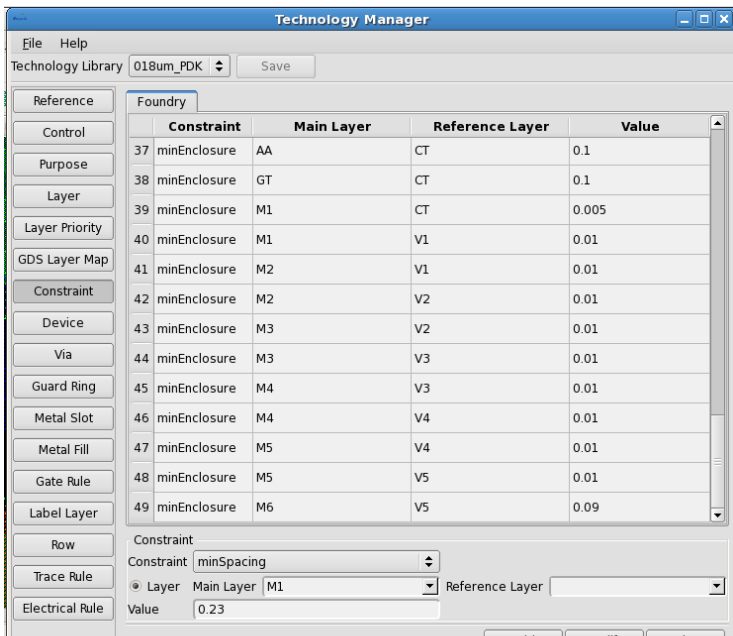 Technology Manager
File Help
Technology Library 018um_PDK Save
Reference
Control
Purpose
Layer
Layer Priority
GDS Layer Map
Constraint
Device
Via
Guard Ring
Metal Slot
Metal Fill
Gate Rule
Label Layer
Row
Trace Rule
Electrical Rule
Foundry
Constraint Main Layer Reference Layer Value
37 minEnclosure AA CT 0.1
38 minEnclosure GT CT 0.1
39 minEnclosure M1 CT 0.005
40 minEnclosure M1 V1 0.01
41 minEnclosure M2 V1 0.01
42 minEnclosure M2 V2 0.01
43 minEnclosure M3 V2 0.01
44 minEnclosure M3 V3 0.01
45 minEnclosure M4 V3 0.01
46 minEnclosure M4 V4 0.01
47 minEnclosure M5 V4 0.01
48 minEnclosure M5 V5 0.01
49 minEnclosure M6 V5 0.09
Constraint
Constraint minSpacing
Layer Main Layer M1 Reference Layer
Value 0.23